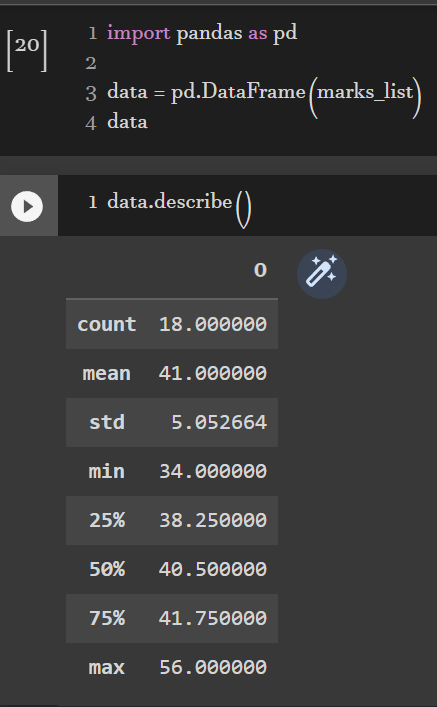 [20]
1 import pandas as pd
2
3 data = pd.DataFrame(marks_list)
4 data
1 data.describe()
0
count 18.000000
mean 41.000000
std 5.052664
min 34.000000
25% 38.250000
50% 40.500000
75% 41.750000
max 56.000000